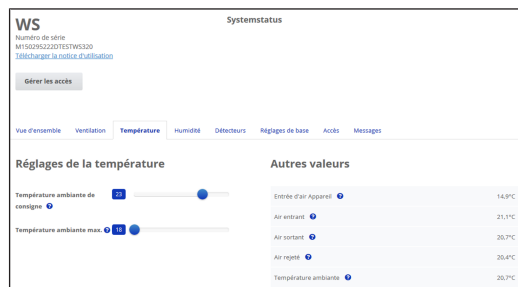 WS
Systemstatus
Numéro de série
M150295222DTESTWS320
Télécharger la notice d'utilisation
Gérer les accès
Vue d'ensemble Ventilation Température Humidité Détecteurs Réglages de base Accès Messages
Réglages de la température
Température ambiante de consigne ? 23
Température ambiante max. ? 18
Autres valeurs
Entrée d'air Appareil ? 14,9°C
Air entrant ? 21,1°C
Air sortant ? 20,7°C
Air rejeté ? 20,4°C
Température ambiante ? 20,7°C